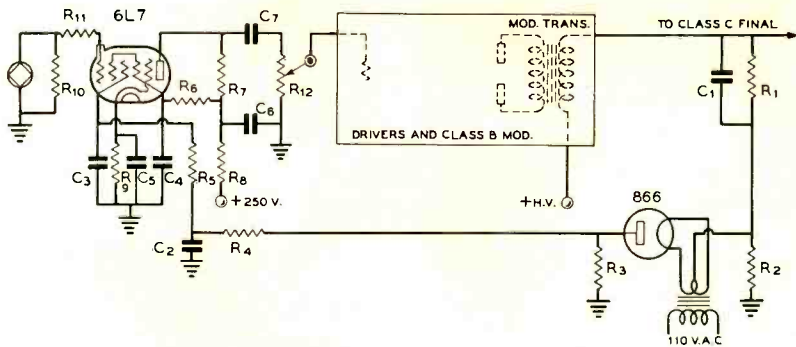 R11
6L7
C7
MOD. TRANS.
TO CLASS C FINAL
R10
R6
R7
R12
C1
R1
C6
DRIVERS AND CLASS B MOD.
C3
R9
C5
C4
R5
R8
+250 V.
+H.V.
866
C2
R4
R3
R2
110 V.A.C